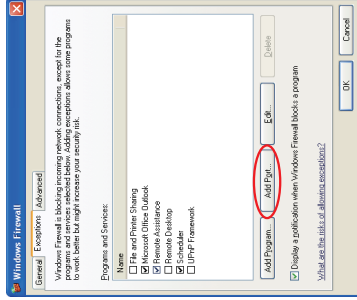 Windows Firewall
General Exceptions Advanced
Windows Firewall is blocking incoming network connections, except for the
programs and services selected below. Adding exceptions allows some programs
to work better but might increase your security risk.
Programs and Services:
Name
File and Printer Sharing
Microsoft Office Outlook
Remote Assistance
Remote Desktop
Scheduler
UPnP Framework
Add Program... Add Port... Edit... Delete
Display a notification when Windows Firewall blocks a program
What are the risks of allowing exceptions?
OK Cancel